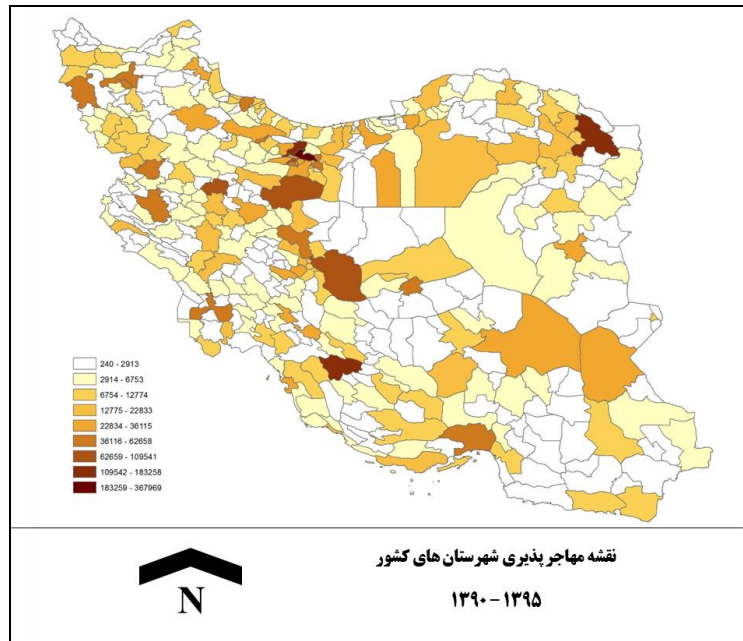 240 - 2913
2914 - 6753
6754 - 12774
12775 - 22833
22834 - 36115
36116 - 62658
62659 - 109541
109542 - 183258
183259 - 367969
نقشه مهاجر پذیری شهرستان های کشور
۱۳۹۰ - ۱۳۹۵
N